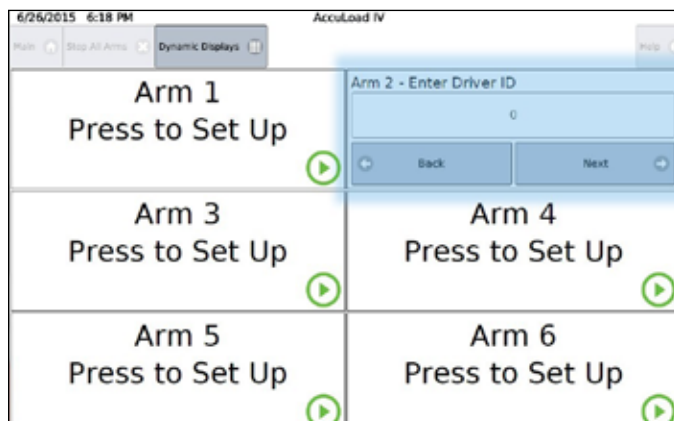 6/26/2015 6:18 PM AccuLoad IV
Main Stop All Arms Dynamic Displays Help
Arm 1
Press to Set Up
Arm 2 - Enter Driver ID
0
Back Next
Arm 3
Press to Set Up
Arm 4
Press to Set Up
Arm 5
Press to Set Up
Arm 6
Press to Set Up